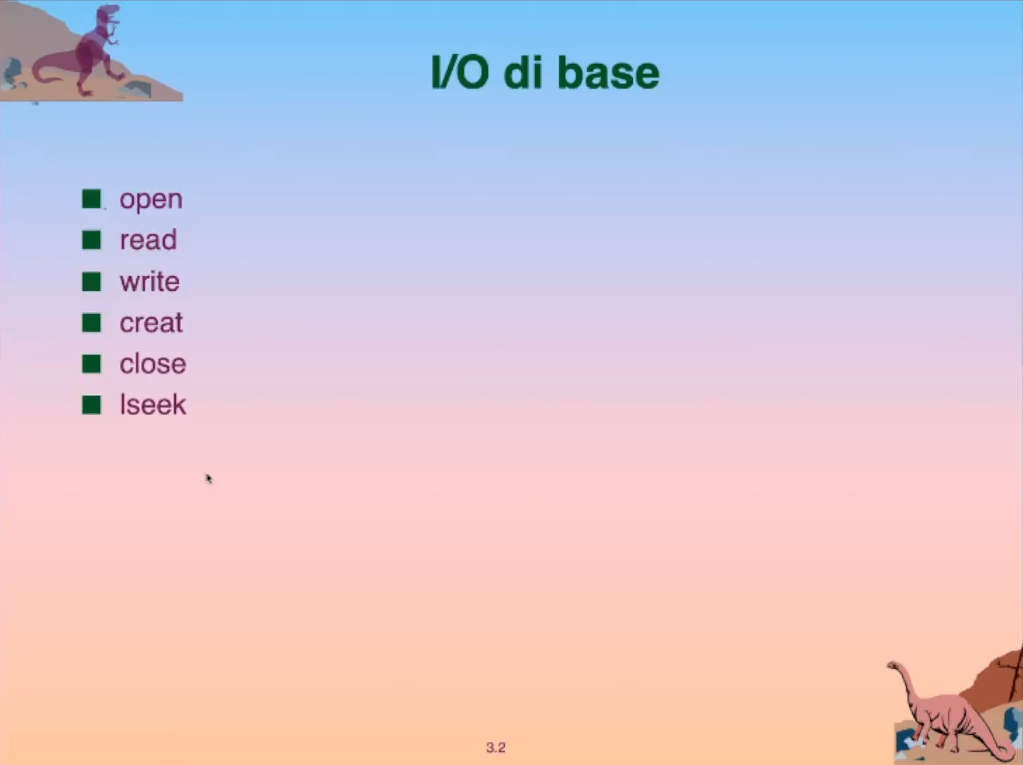 I/O di base
open
read
write
creat
close
lseek
3.2